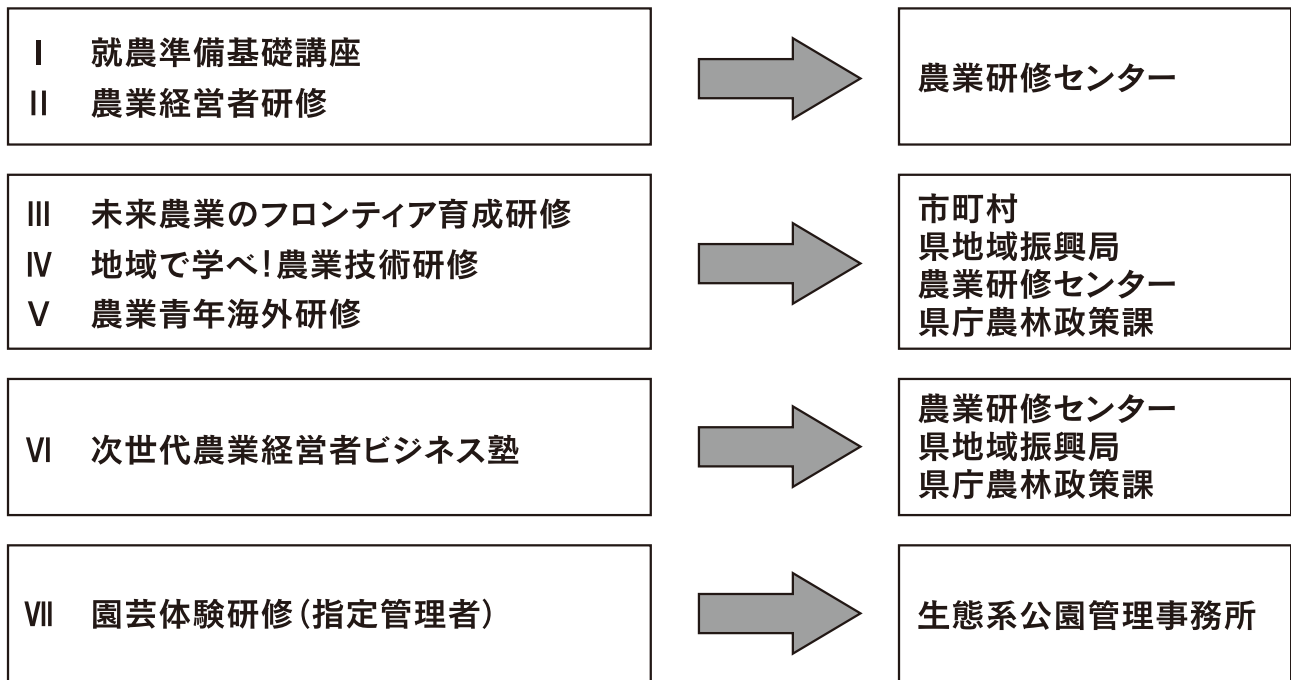 Ⅰ 就農準備基礎講座
Ⅱ 農業経営者研修
農業研修センター
Ⅲ 未来農業のフロンティア育成研修
Ⅳ 地域で学べ!農業技術研修
Ⅴ 農業青年海外研修
市町村
県地域振興局
農業研修センター
県庁農林政策課
Ⅵ 次世代農業経営者ビジネス塾
農業研修センター
県地域振興局
県庁農林政策課
Ⅶ 園芸体験研修(指定管理者)
生態系公園管理事務所